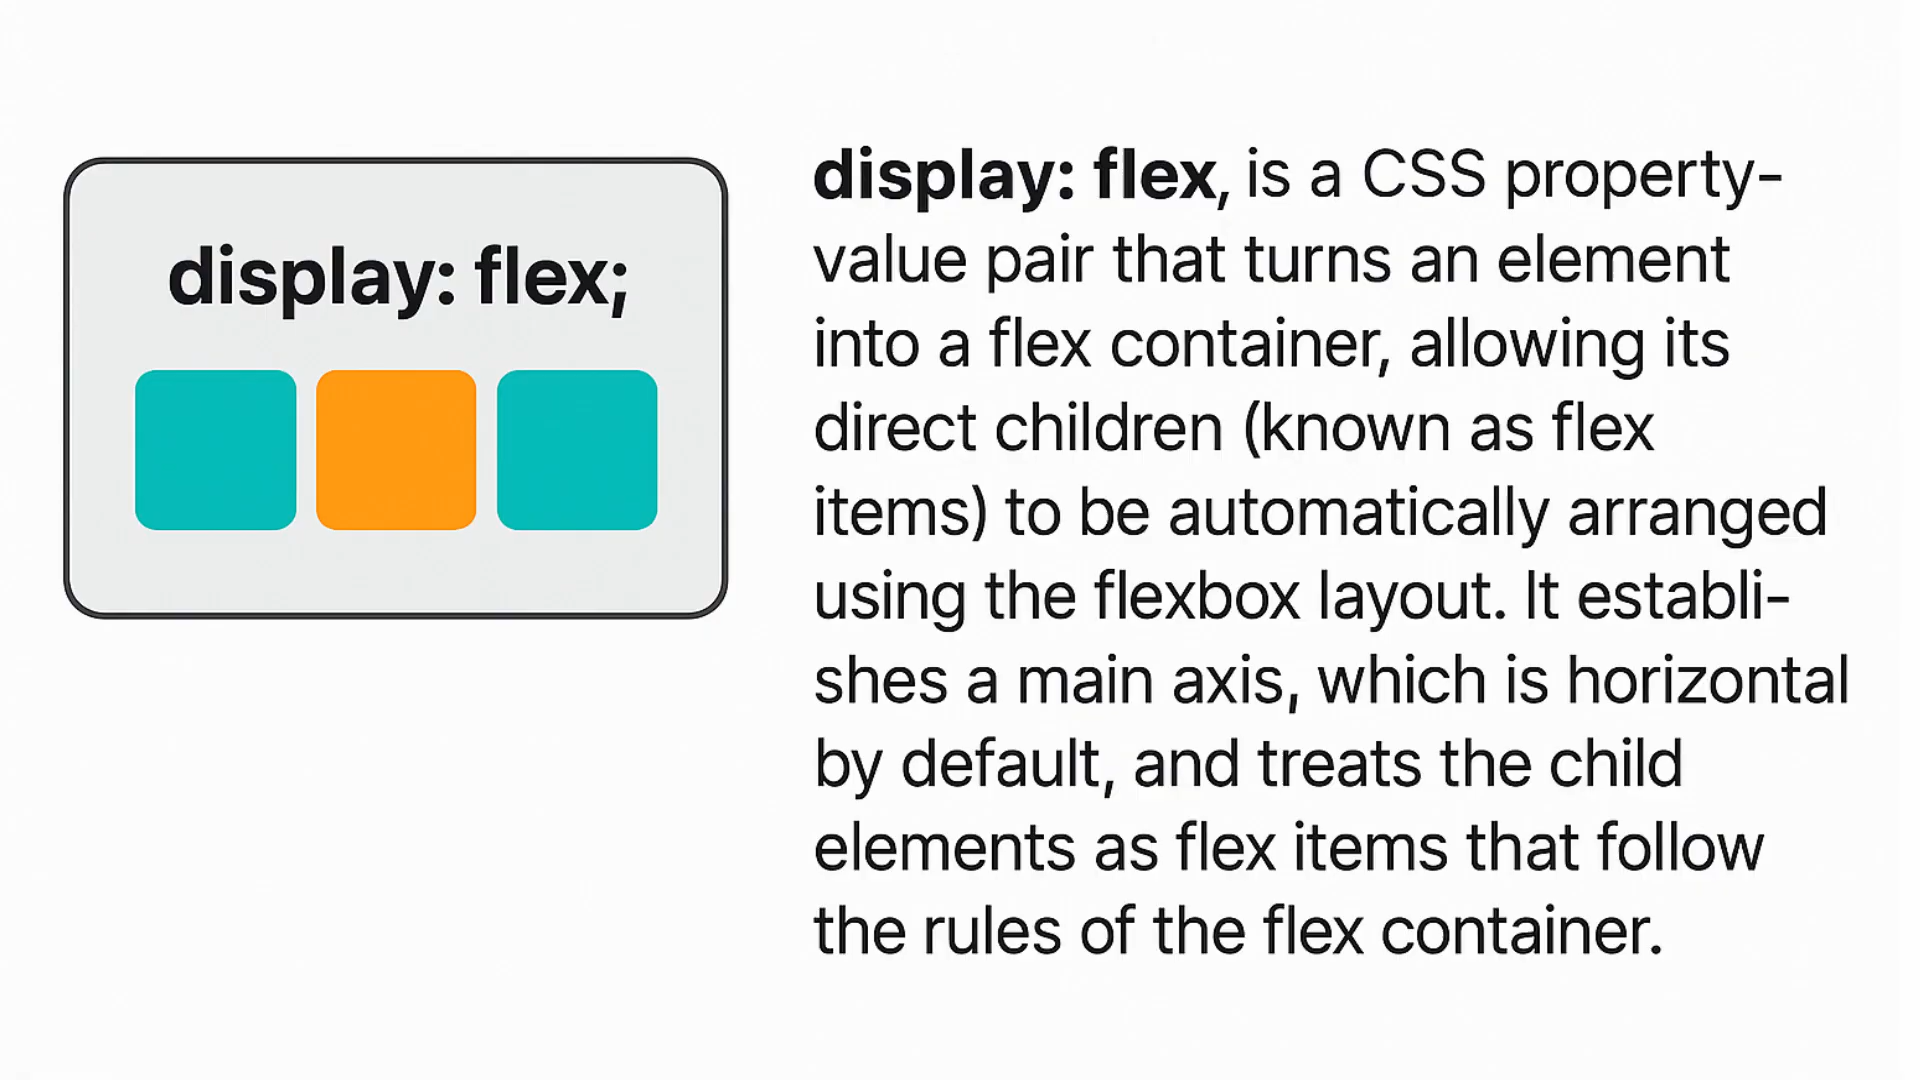 display: flex;
display: flex, is a CSS property-
value pair that turns an element
into a flex container, allowing its
direct children (known as flex
items) to be automatically arranged
using the flexbox layout. It establi-
shes a main axis, which is horizontal
by default, and treats the child
elements as flex items that follow
the rules of the flex container.